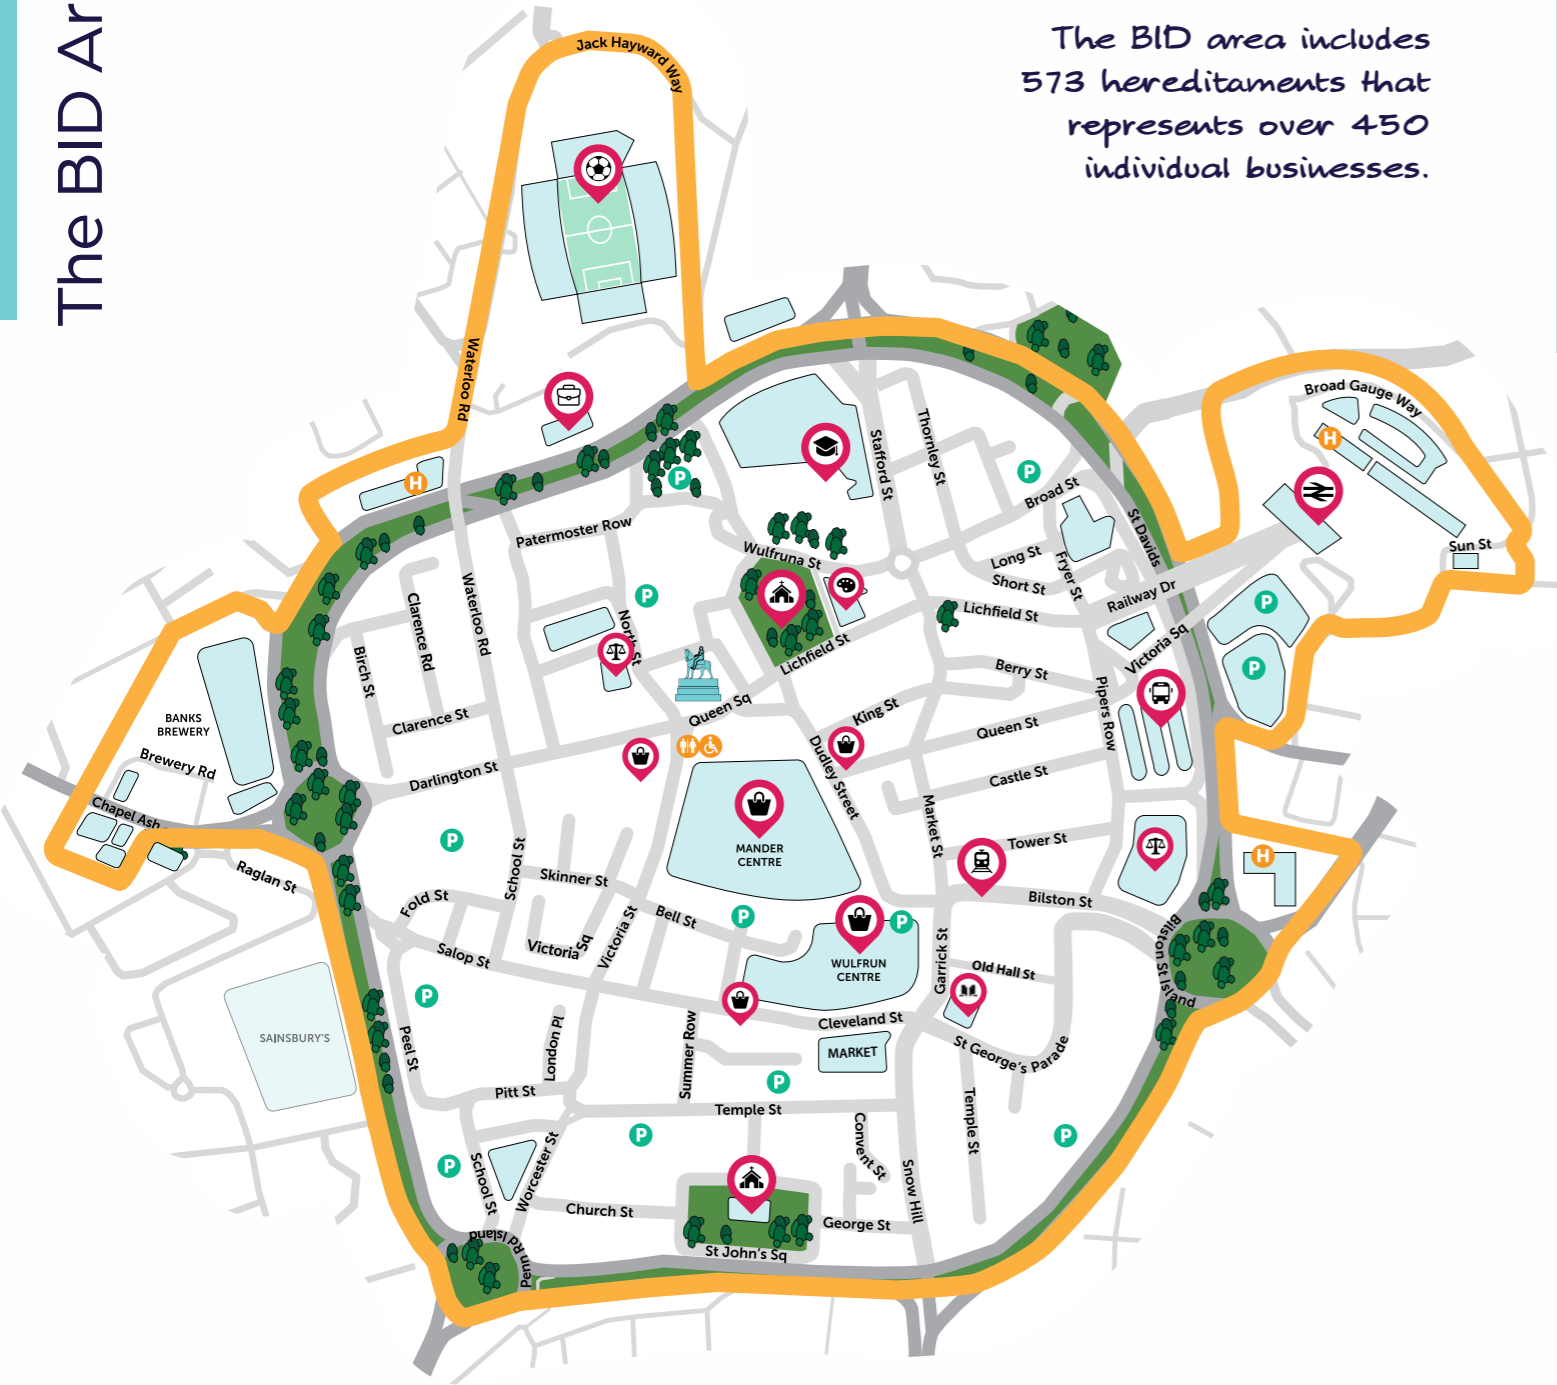 The BID Ar
The BID area includes
573 hereditaments that
represents over 450
individual businesses.
Jack Hayward Way
Waterloo Rd
Broad Gauge Way
H
H
Sun St
Stafford St
Thornley St
P
P
Broad St
St Davids
Patermoster Row
Wulfruna St
Long St
Short St
Fryer St
Railway Dr
Lichfield St
Lichfield St
Victoria Sq
P
P
P
Clarence Rd
Waterloo Rd
North St
Birch St
Clarence St
Queen Sq
King St
Berry St
Queen St
Pipers Row
Castle St
BANKS
BREWERY
Brewery Rd
Chapel Ash
Darlington St
Dudley Street
Market St
Tower St
MANDER
CENTRE
P
H
Raglan St
School St
Skinner St
Fold St
Bell St
Victoria St
Victoria Sq
Salop St
P
P
WULFRUN
CENTRE
Bilston St
Bilston St Island
Garrick St
Old Hall St
P
SAINSBURY'S
Peel St
London Pl
Summer Row
Cleveland St
MARKET
St George's Parade
Pitt St
P
Temple St
Temple St
P
P
P
Convent St
School St
Worcester St
Snow Hill
Church St
George St
St John's Sq
Penn Rd Island